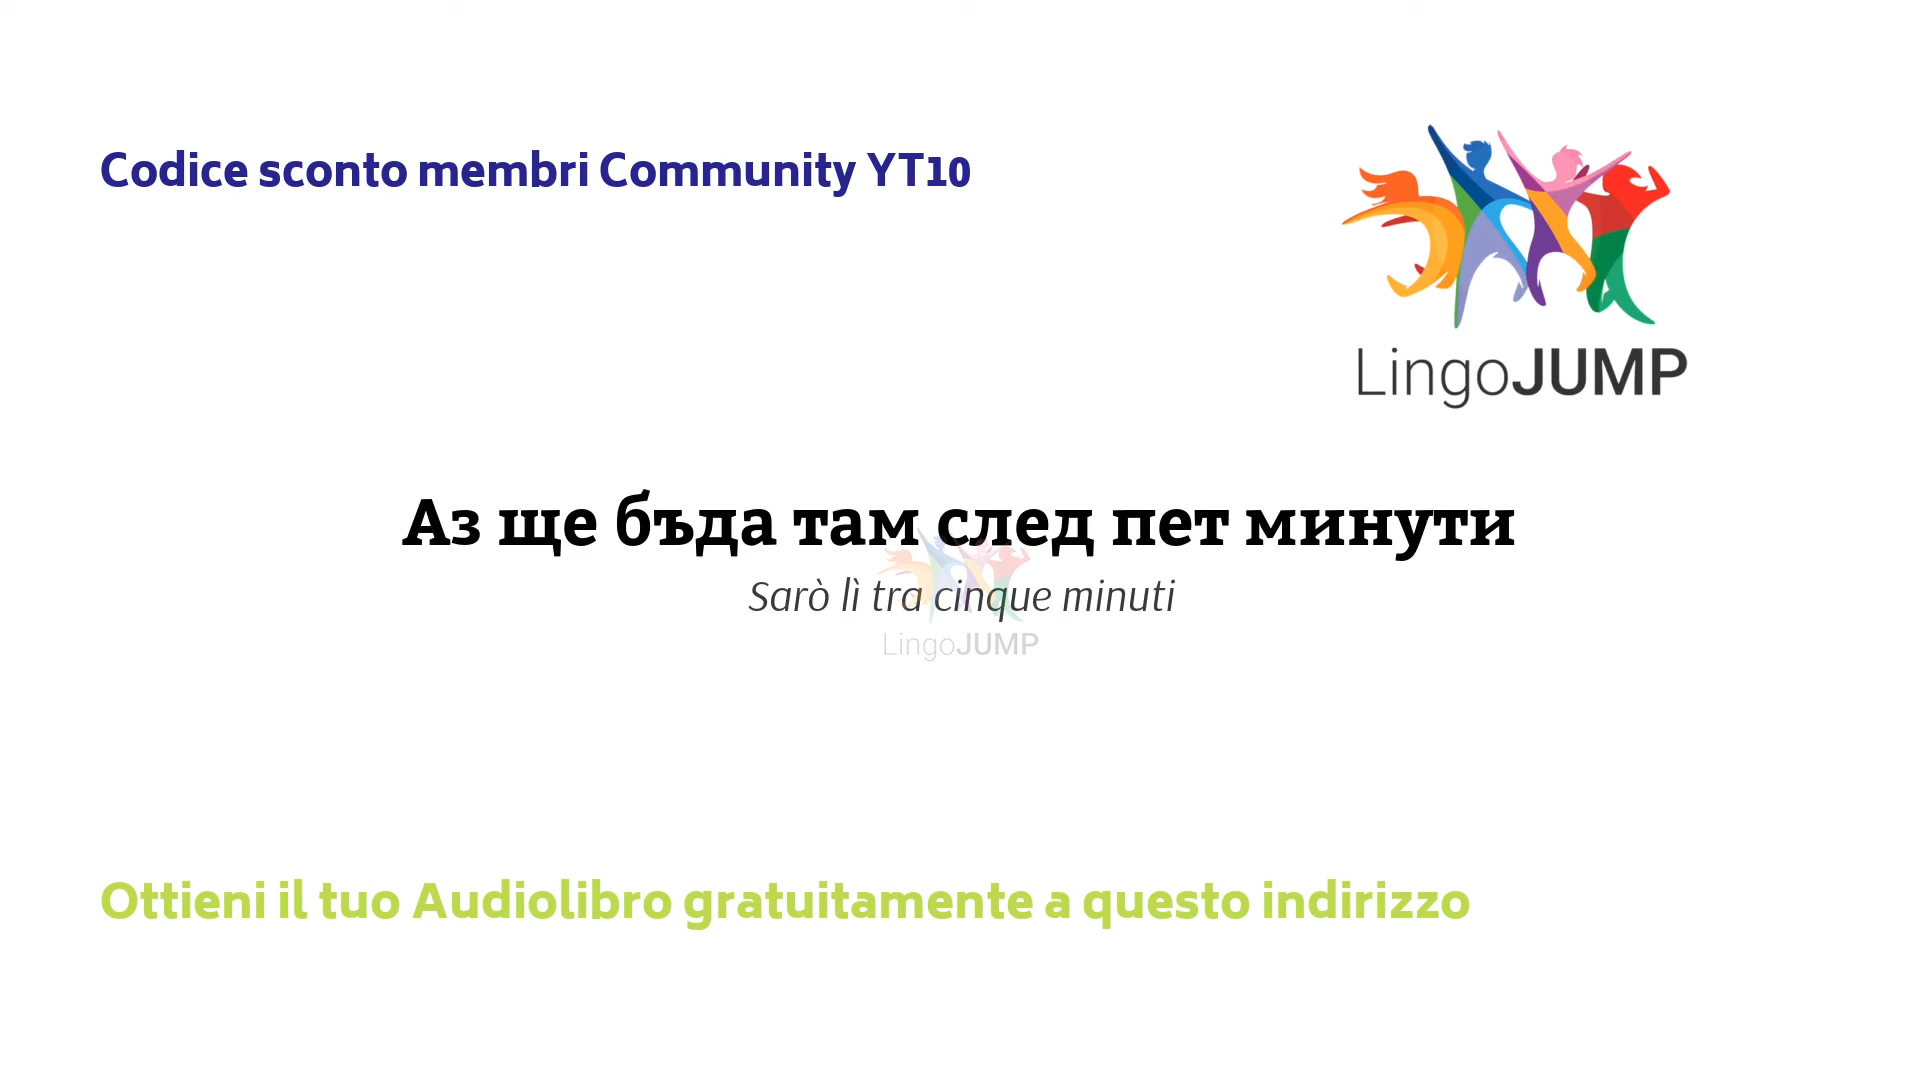 Codice sconto membri Community YT10
LingoJUMP
Аз ще бъда там след пет минути
Sarò lì tra cinque minuti
LingoJUMP
Ottieni il tuo Audiolibro gratuitamente a questo indirizzo